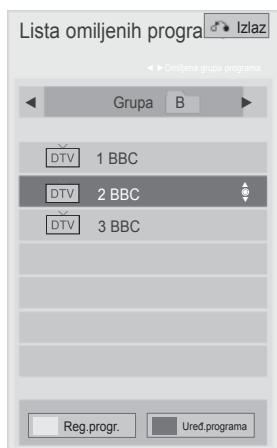 Lista omiljenih progra Izlaz
◄ ►Omiljena grupa programa
◄ Grupa B ►
DTV 1 BBC
DTV 2 BBC
DTV 3 BBC
Reg.progr. Uređ.programa